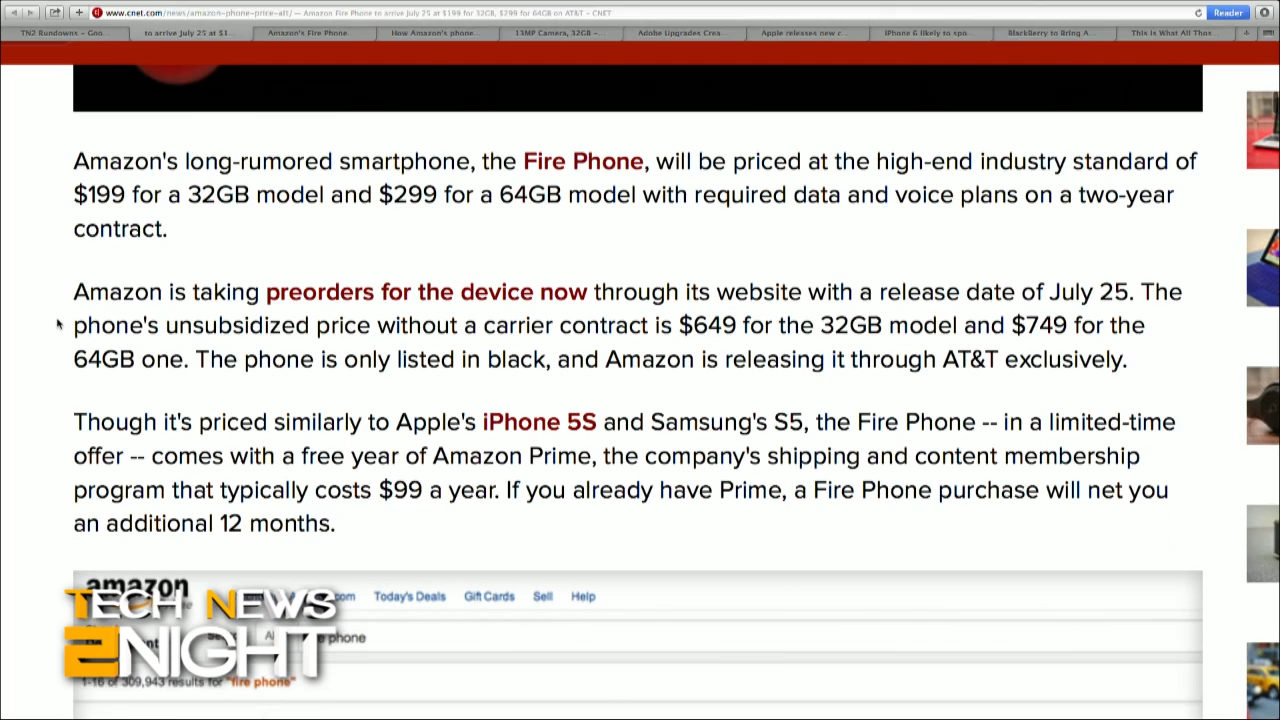 www.cnet.com/news/amazon-phone-price-att/ — Amazon Fire Phone to arrive July 25 at $199 for 32GB, $299 for 64GB on AT&T - CNET
Reader
TN2 Rundowns - Goo...
to arrive July 25 at $1...
Amazon's Fire Phone.
How Amazon's phone...
13MP Camera, 32GB -...
Adobe Upgrades Crea...
Apple releases new c...
iPhone 6 likely to spo...
BlackBerry to Bring A...
This Is What All Thos...
Amazon's long-rumored smartphone, the Fire Phone, will be priced at the high-end industry standard of
$199 for a 32GB model and $299 for a 64GB model with required data and voice plans on a two-year
contract.
Amazon is taking preorders for the device now through its website with a release date of July 25. The
phone's unsubsidized price without a carrier contract is $649 for the 32GB model and $749 for the
64GB one. The phone is only listed in black, and Amazon is releasing it through AT&T exclusively.
Though it's priced similarly to Apple's iPhone 5S and Samsung's S5, the Fire Phone -- in a limited-time
offer -- comes with a free year of Amazon Prime, the company's shipping and content membership
program that typically costs $99 a year. If you already have Prime, a Fire Phone purchase will net you
an additional 12 months.
amazon
.com Today's Deals Gift Cards Sell Help
phone
1-16 of 309,943 results for "fire phone"
TECH NEWS
2NIGHT